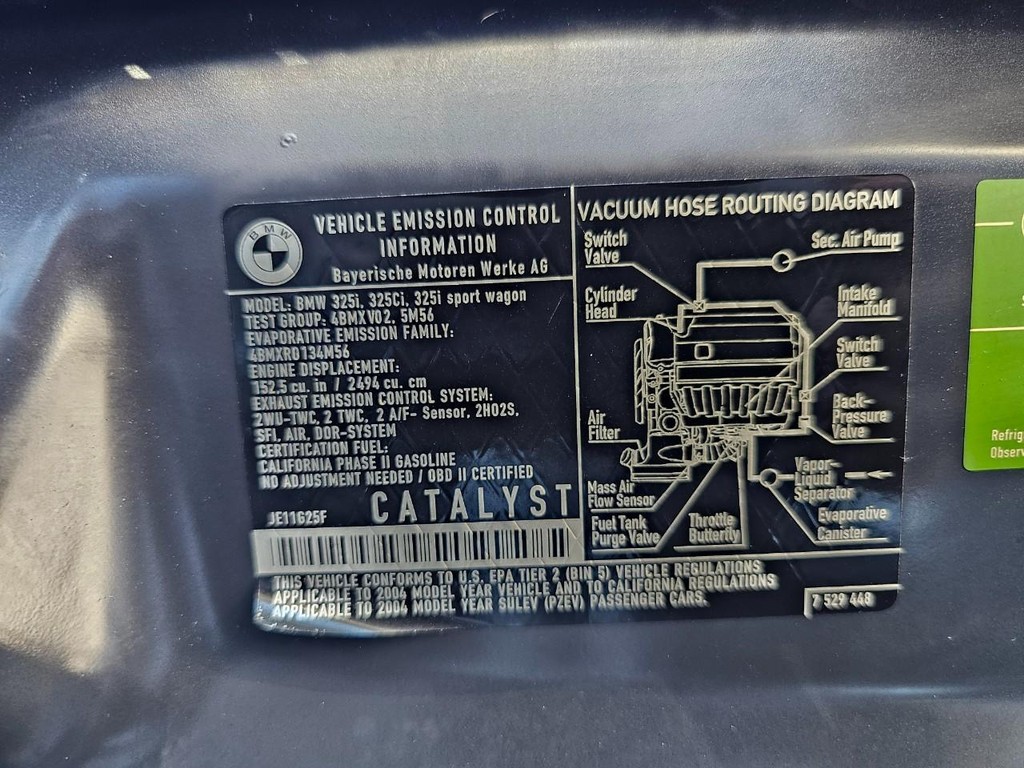 BMW
VEHICLE EMISSION CONTROL
INFORMATION
Bayerische Motoren Werke AG
MODEL: BMW 325i, 325Ci, 325i sport wagon
TEST GROUP: 4BMXV02, 5M56
EVAPORATIVE EMISSION FAMILY:
4BMXR0134M56
ENGINE DISPLACEMENT:
152.5 cu. in / 2494 cu. cm
EXHAUST EMISSION CONTROL SYSTEM:
2WU-TWC, 2 TWC, 2 A/F- Sensor, 2HO2S,
SFI, AIR, DOR-SYSTEM
CERTIFICATION FUEL:
CALIFORNIA PHASE II GASOLINE
NO ADJUSTMENT NEEDED / OBD II CERTIFIED
JE11G25F
CATALYST
VACUUM HOSE ROUTING DIAGRAM
Switch
Valve
Sec. Air Pump
Cylinder
Head
Intake
Manifold
Switch
Valve
Air
Filter
Back-
Pressure
Valve
Mass Air
Flow Sensor
Vapor-
Liquid
Separator
Fuel Tank
Purge Valve
Throttle
Butterfly
Evaporative
Canister
THIS VEHICLE CONFORMS TO U.S. EPA TIER 2 (BIN 5) VEHICLE REGULATIONS
APPLICABLE TO 2004 MODEL YEAR VEHICLE AND TO CALIFORNIA REGULATIONS
APPLICABLE TO 2004 MODEL YEAR SULEV (PZEV) PASSENGER CARS.
7 529 448
Refrig
Observ